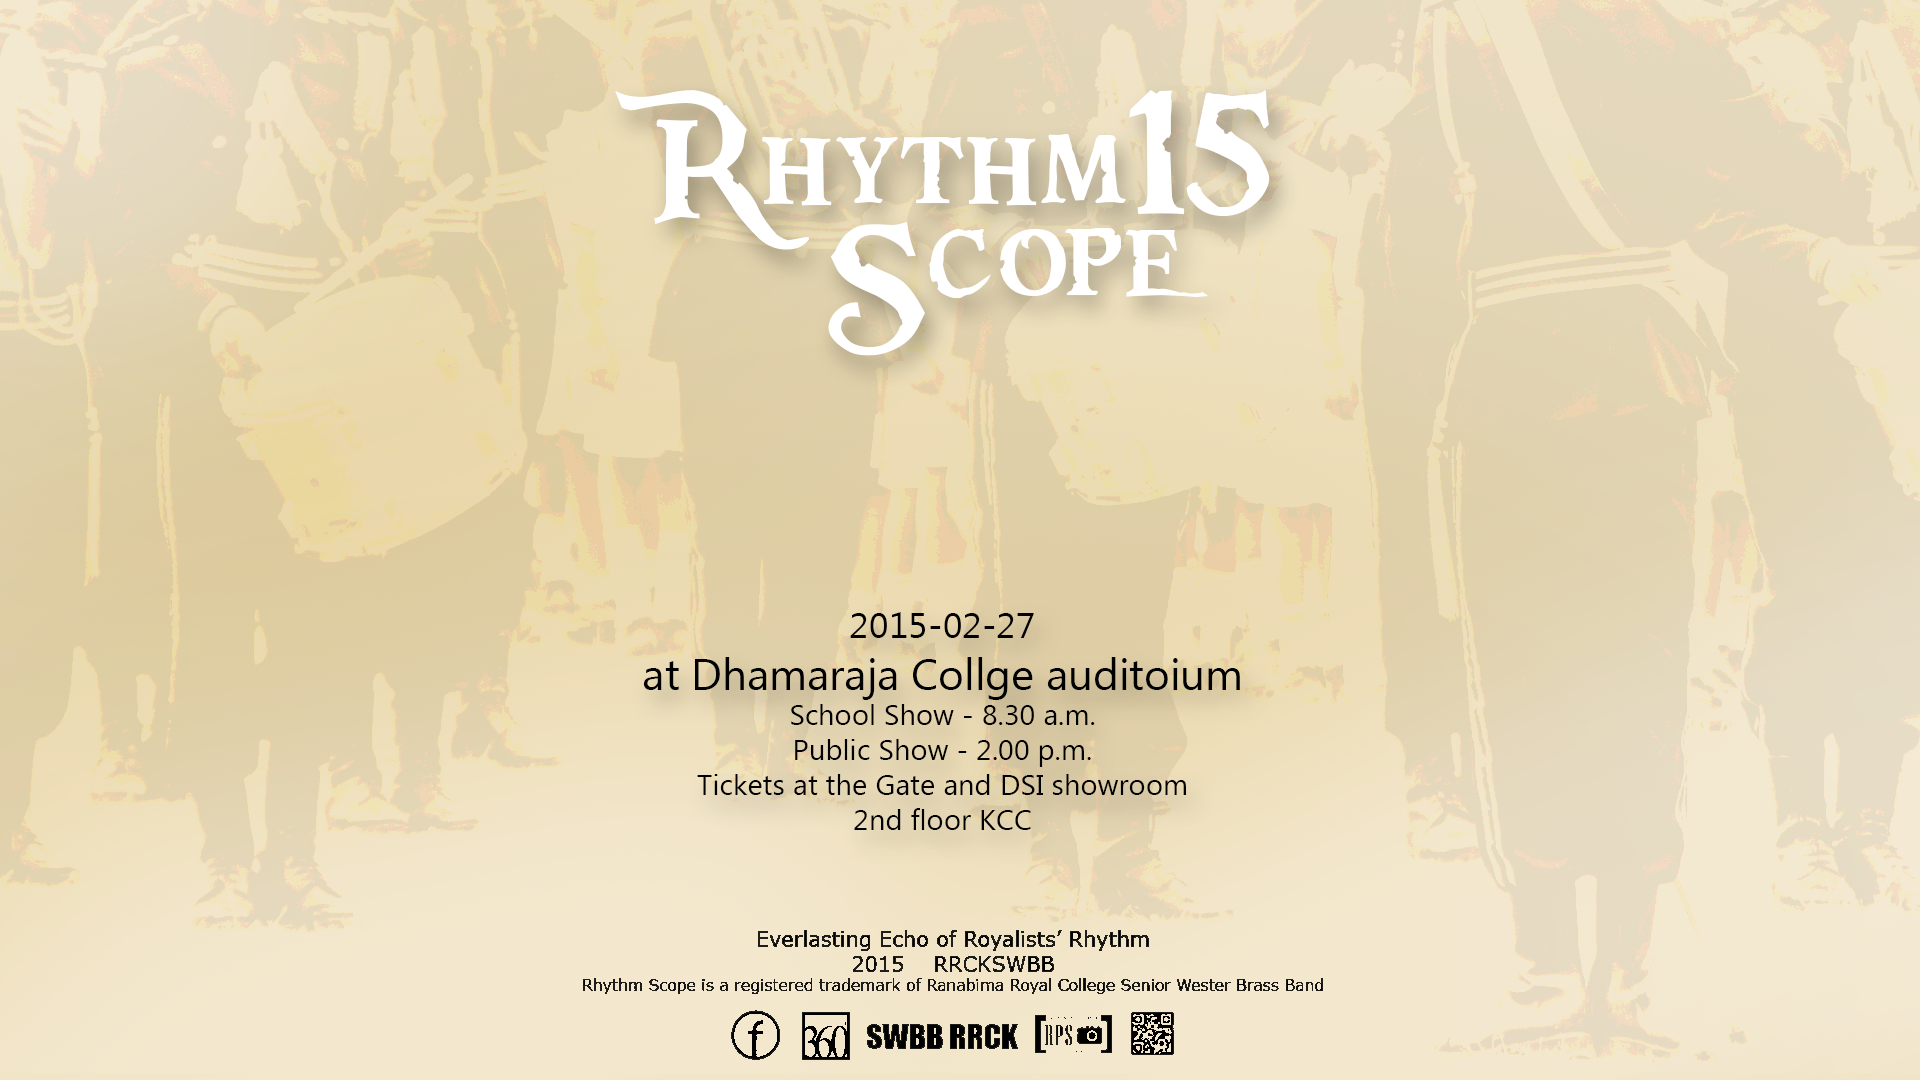 RHYTHM 15
SCOPE
2015-02-27
at Dhamaraja Collge auditoium
School Show - 8.30 a.m.
Public Show - 2.00 p.m.
Tickets at the Gate and DSI showroom
2nd floor KCC
Everlasting Echo of Royalists’ Rhythm
2015 RRCKSWBB
Rhythm Scope is a registered trademark of Ranabima Royal College Senior Wester Brass Band
f 360 SWBB RRCK [RPS]